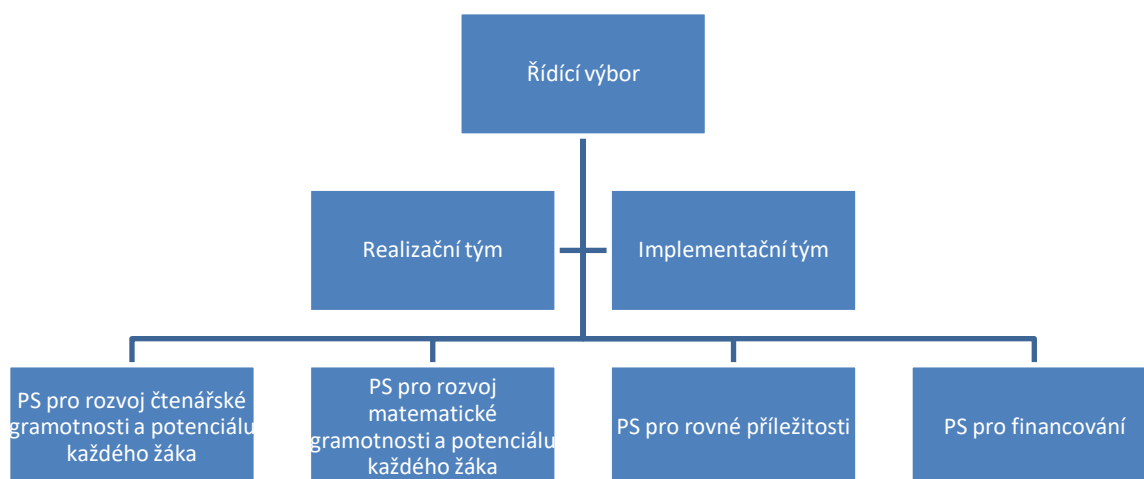 Řídící výbor
Realizační tým
Implementační tým
PS pro rozvoj čtenářské
gramotnosti a potenciálu
každého žáka
PS pro rozvoj
matematické
gramotnosti a potenciálu
každého žáka
PS pro rovné příležitosti
PS pro financování